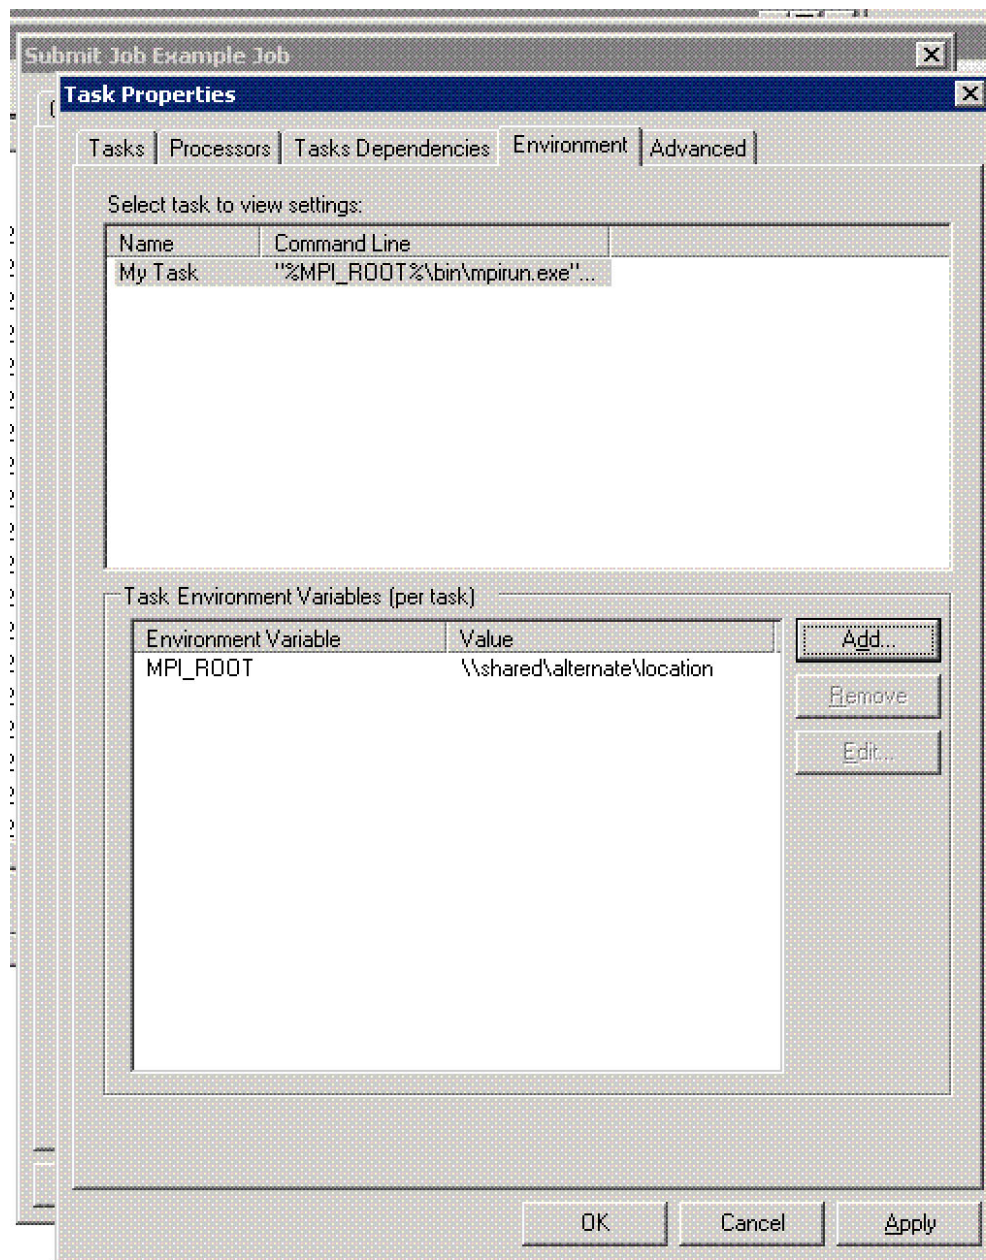 Submit Job Example Job
Task Properties
Tasks Processors Tasks Dependencies Environment Advanced
Select task to view settings:
Name Command Line
My Task "%MPI_ROOT%\bin\mpirun.exe"...
Task Environment Variables (per task)
Environment Variable Value Add...
MPI_ROOT \\shared\alternate\location
Remove
Edit...
OK Cancel Apply